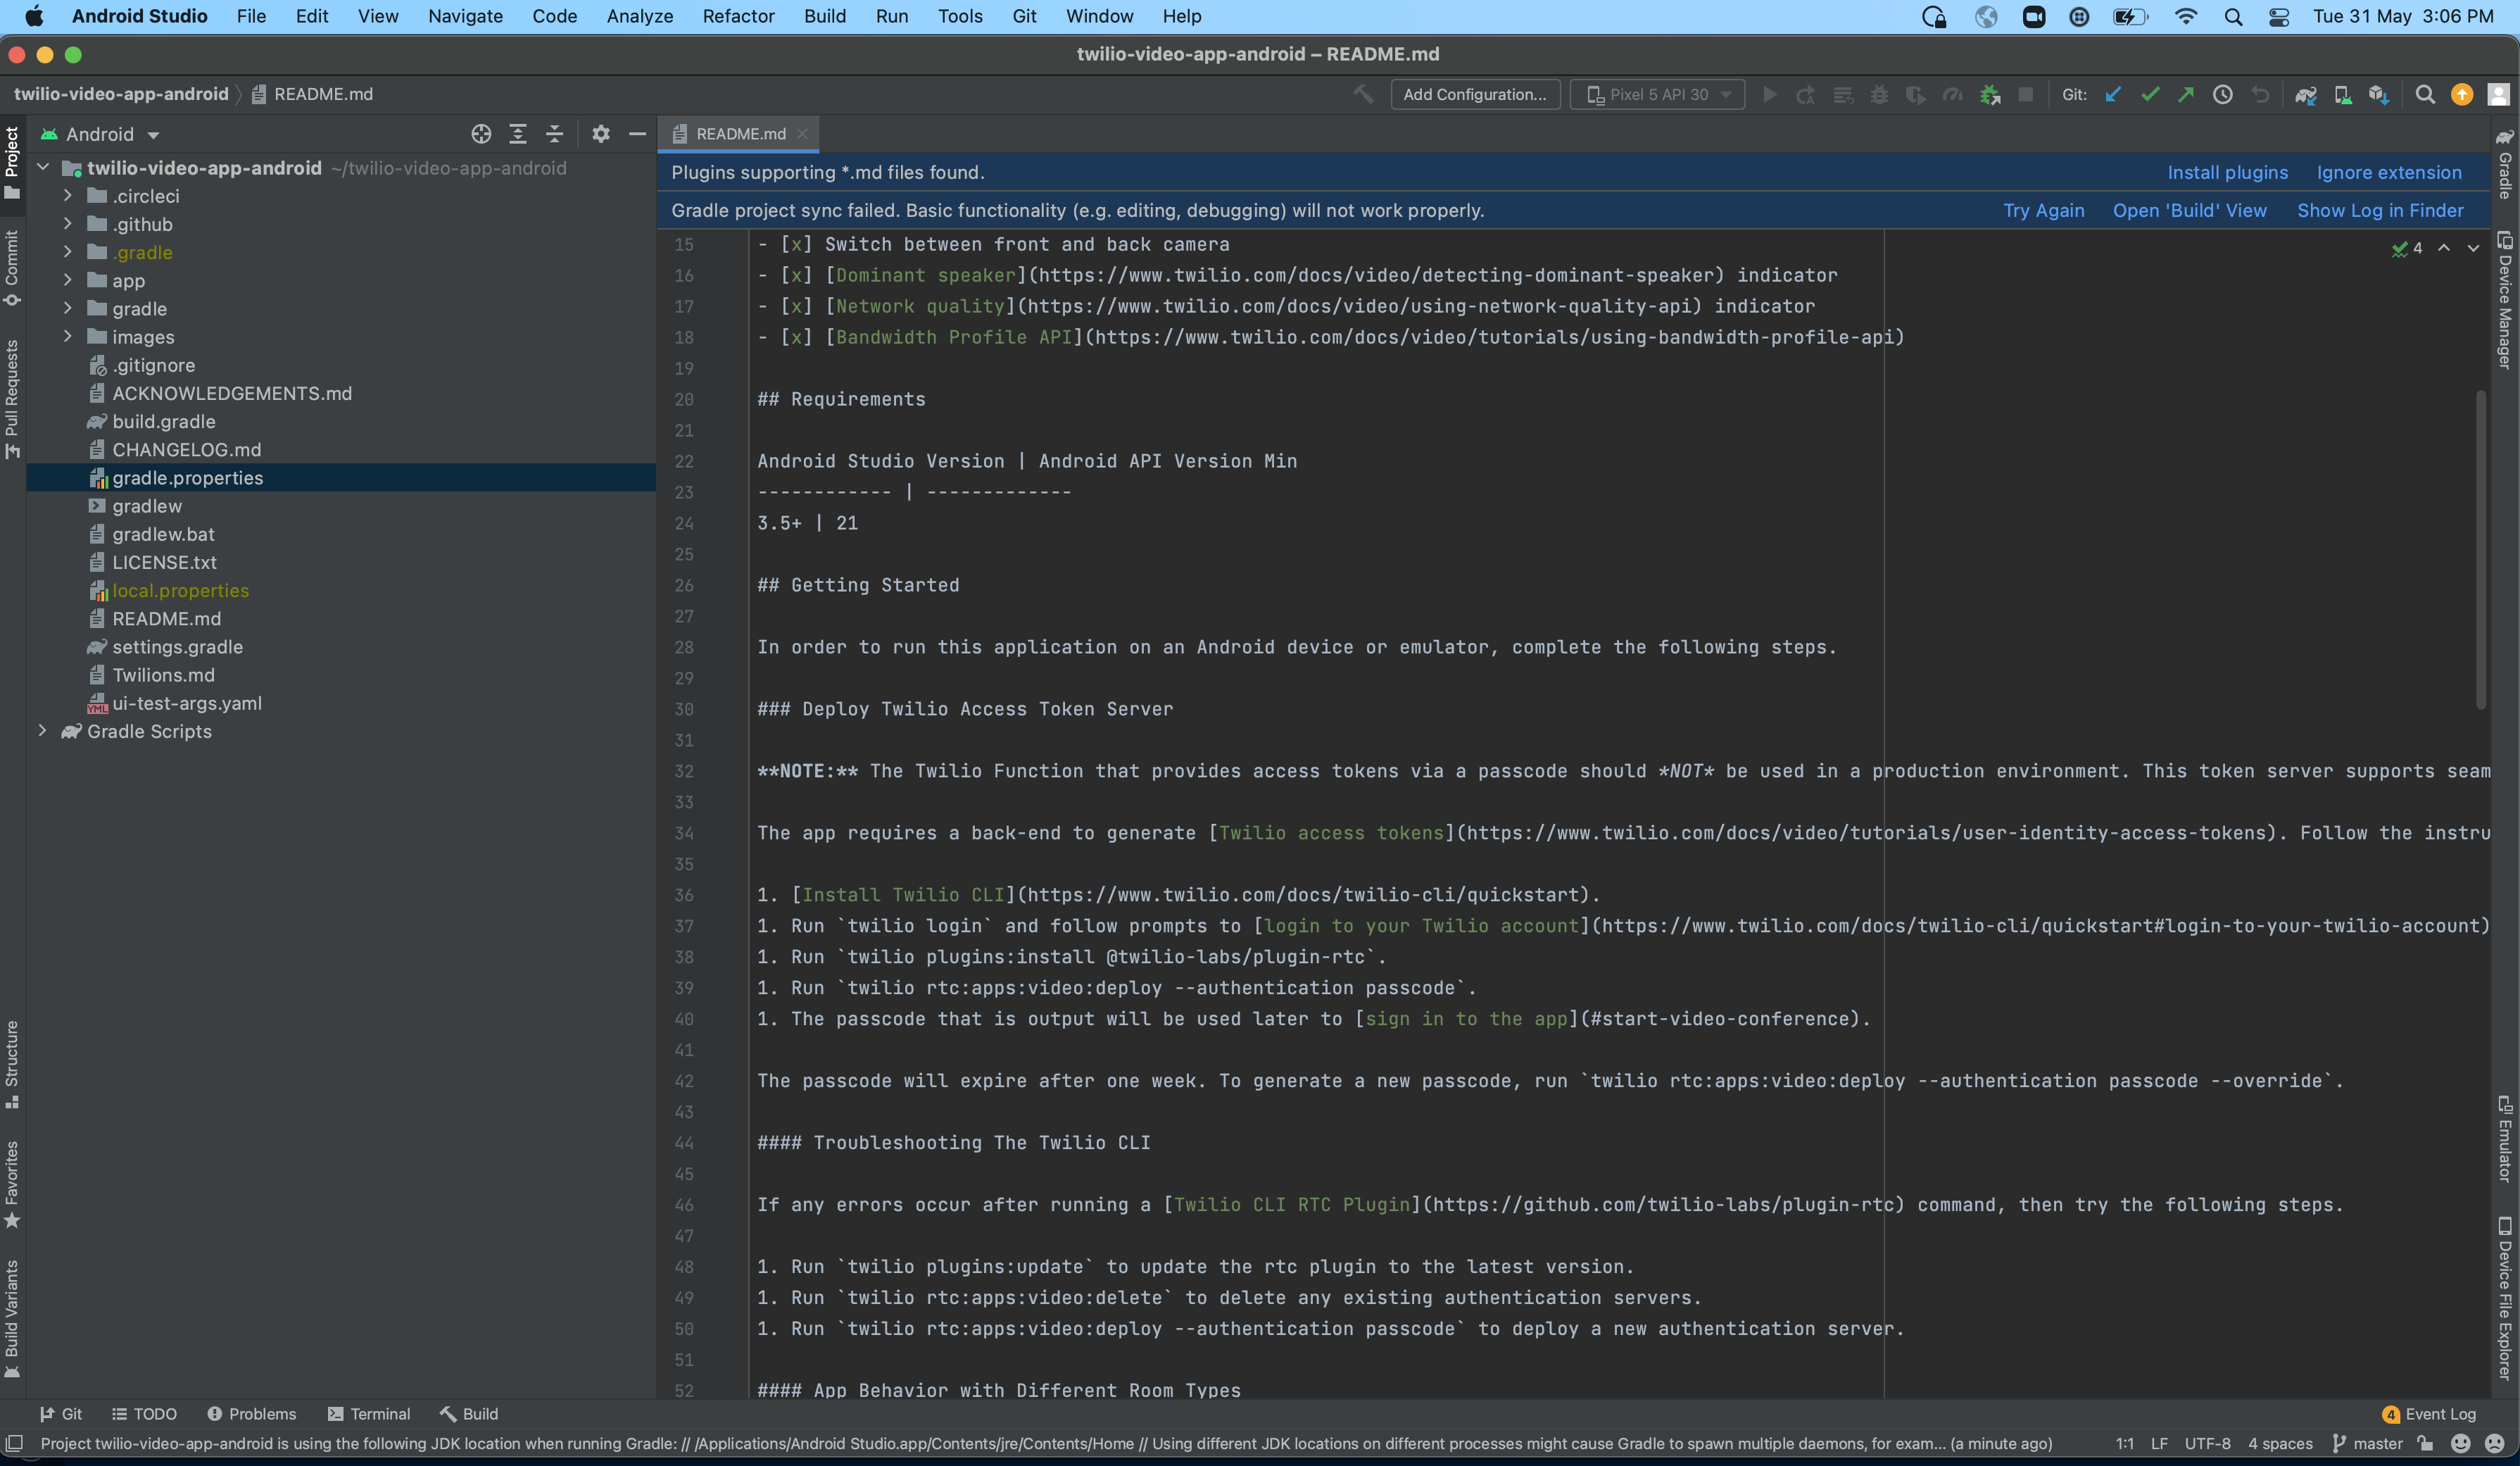 Android Studio File Edit View Navigate Code Analyze Refactor Build Run Tools Git Window Help Tue 31 May 3:06 PM
twilio-video-app-android – README.md
twilio-video-app-android README.md Add Configuration... Pixel 5 API 30 Git:
Android
README.md
twilio-video-app-android ~/twilio-video-app-android
.circleci
.github
.gradle
app
gradle
images
.gitignore
ACKNOWLEDGEMENTS.md
build.gradle
CHANGELOG.md
gradle.properties
gradlew
gradlew.bat
LICENSE.txt
local.properties
README.md
settings.gradle
Twilions.md
YML ui-test-args.yaml
Gradle Scripts
Project
Commit
Pull Requests
Structure
Favorites
Build Variants
Plugins supporting *.md files found. Install plugins Ignore extension
Gradle project sync failed. Basic functionality (e.g. editing, debugging) will not work properly. Try Again Open 'Build' View Show Log in Finder
4
15 - [x] Switch between front and back camera
16 - [x] [Dominant speaker](https://www.twilio.com/docs/video/detecting-dominant-speaker) indicator
17 - [x] [Network quality](https://www.twilio.com/docs/video/using-network-quality-api) indicator
18 - [x] [Bandwidth Profile API](https://www.twilio.com/docs/video/tutorials/using-bandwidth-profile-api)
19
20 ## Requirements
21
22 Android Studio Version | Android API Version Min
23 ------------ | -------------
24 3.5+ | 21
25
26 ## Getting Started
27
28 In order to run this application on an Android device or emulator, complete the following steps.
29
30 ### Deploy Twilio Access Token Server
31
32 **NOTE:** The Twilio Function that provides access tokens via a passcode should *NOT* be used in a production environment. This token server supports seam
33
34 The app requires a back-end to generate [Twilio access tokens](https://www.twilio.com/docs/video/tutorials/user-identity-access-tokens). Follow the instru
35
36 1. [Install Twilio CLI](https://www.twilio.com/docs/twilio-cli/quickstart).
37 1. Run `twilio login` and follow prompts to [login to your Twilio account](https://www.twilio.com/docs/twilio-cli/quickstart#login-to-your-twilio-account)
38 1. Run `twilio plugins:install @twilio-labs/plugin-rtc`.
39 1. Run `twilio rtc:apps:video:deploy --authentication passcode`.
40 1. The passcode that is output will be used later to [sign in to the app](#start-video-conference).
41
42 The passcode will expire after one week. To generate a new passcode, run `twilio rtc:apps:video:deploy --authentication passcode --override`.
43
44 #### Troubleshooting The Twilio CLI
45
46 If any errors occur after running a [Twilio CLI RTC Plugin](https://github.com/twilio-labs/plugin-rtc) command, then try the following steps.
47
48 1. Run `twilio plugins:update` to update the rtc plugin to the latest version.
49 1. Run `twilio rtc:apps:video:delete` to delete any existing authentication servers.
50 1. Run `twilio rtc:apps:video:deploy --authentication passcode` to deploy a new authentication server.
51
52 #### App Behavior with Different Room Types
Gradle
Device Manager
Emulator
Device File Explorer
Git TODO Problems Terminal Build 4 Event Log
Project twilio-video-app-android is using the following JDK location when running Gradle: // /Applications/Android Studio.app/Contents/jre/Contents/Home // Using different JDK locations on different processes might cause Gradle to spawn multiple daemons, for exam... (a minute ago) 1:1 LF UTF-8 4 spaces master